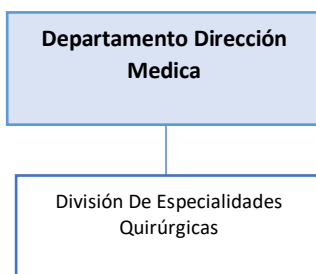 Departamento Dirección
Medica
División De Especialidades
Quirúrgicas